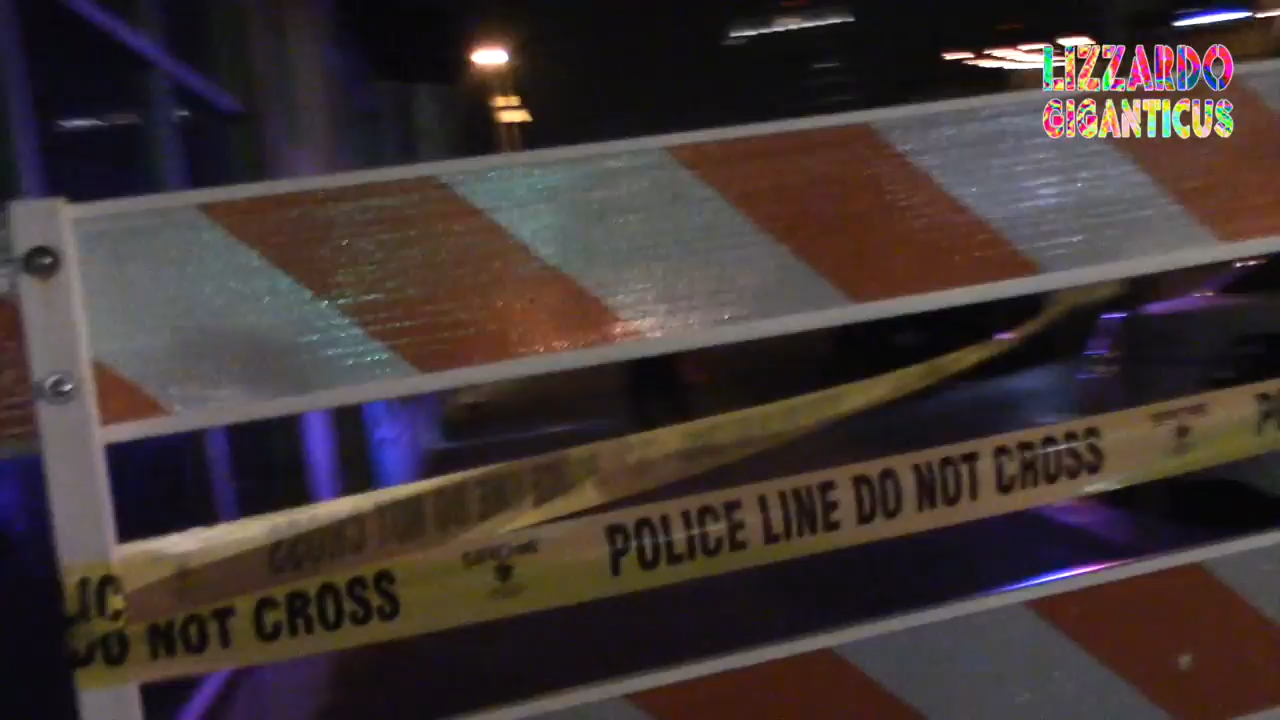 LIZZARDO
GIGANTICUS
POLICE LINE DO NOT CROSS
DO NOT CROSS